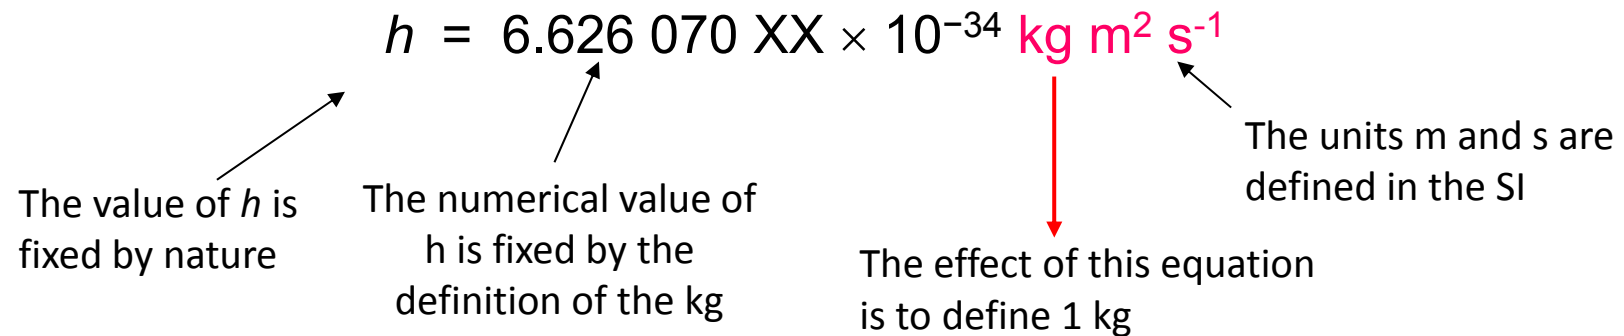 h = 6.626 070 XX × 10⁻³⁴ kg m² s⁻¹
The value of h is
fixed by nature
The numerical value of
h is fixed by the
definition of the kg
The effect of this equation
is to define 1 kg
The units m and s are
defined in the SI